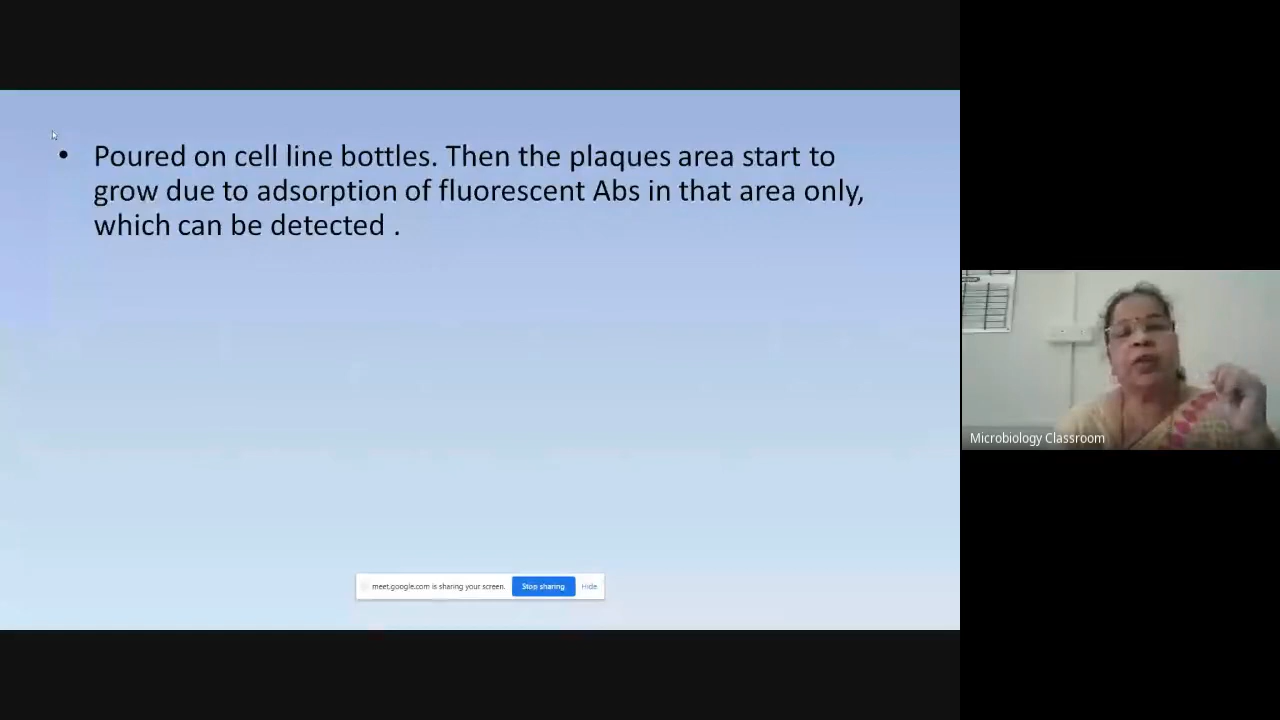 • Poured on cell line bottles. Then the plaques area start to
grow due to adsorption of fluorescent Abs in that area only,
which can be detected .
meet.google.com is sharing your screen. Stop sharing Hide
Microbiology Classroom